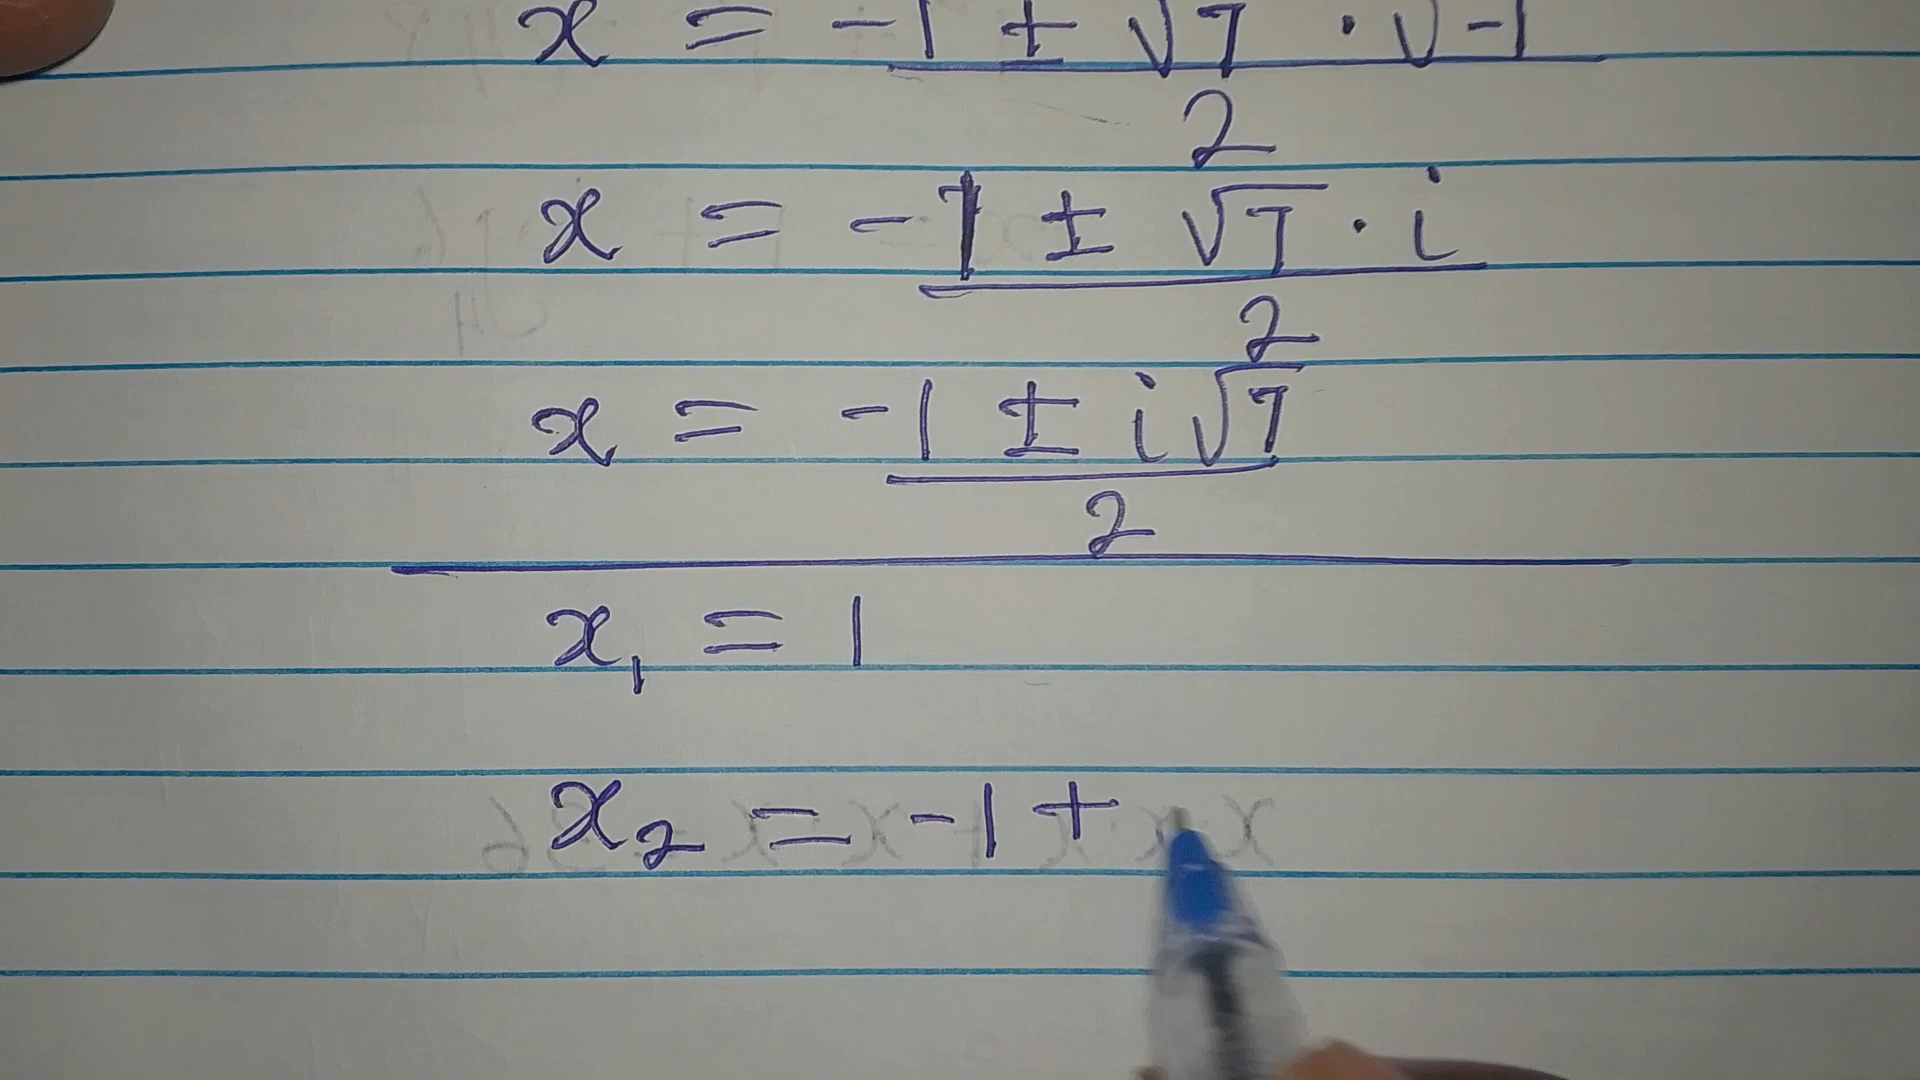 x = -1 ± √7 · √-1
2
x = -1 ± √7 · i
2
x = -1 ± i√7
2
x₁ = 1
x₂ = -1 +